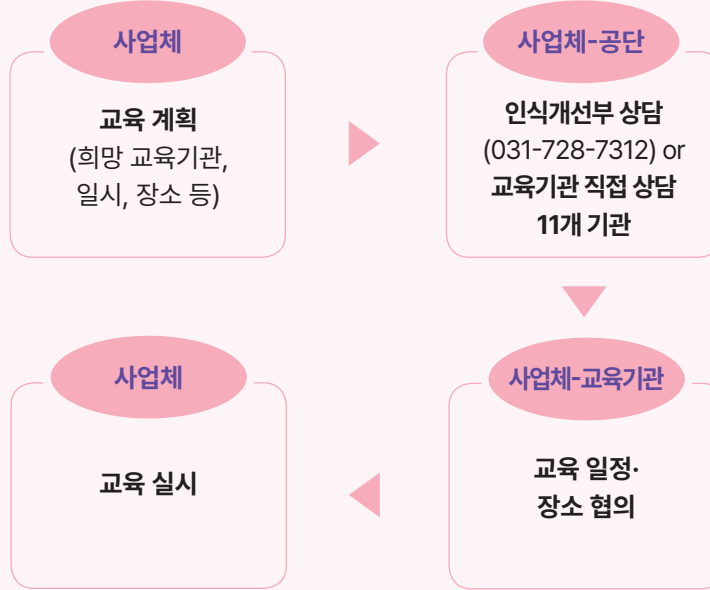 사업체
교육 계획
(희망 교육기관,
일시, 장소 등)
사업체-공단
인식개선부 상담
(031-728-7312) or
교육기관 직접 상담
11개 기관
사업체-교육기관
교육 일정·
장소 협의
사업체
교육 실시